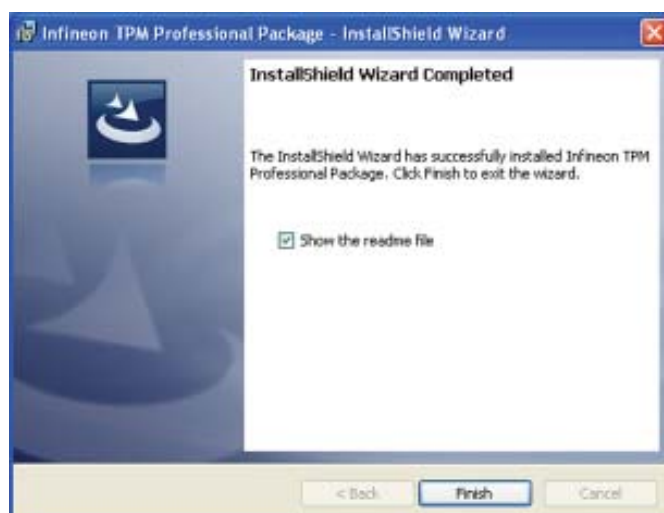 Infineon TPM Professional Package - InstallShield Wizard
InstallShield Wizard Completed
The InstallShield Wizard has successfully installed Infineon TPM
Professional Package. Click Finish to exit the wizard.
Show the readme file
< Back
Finish
Cancel